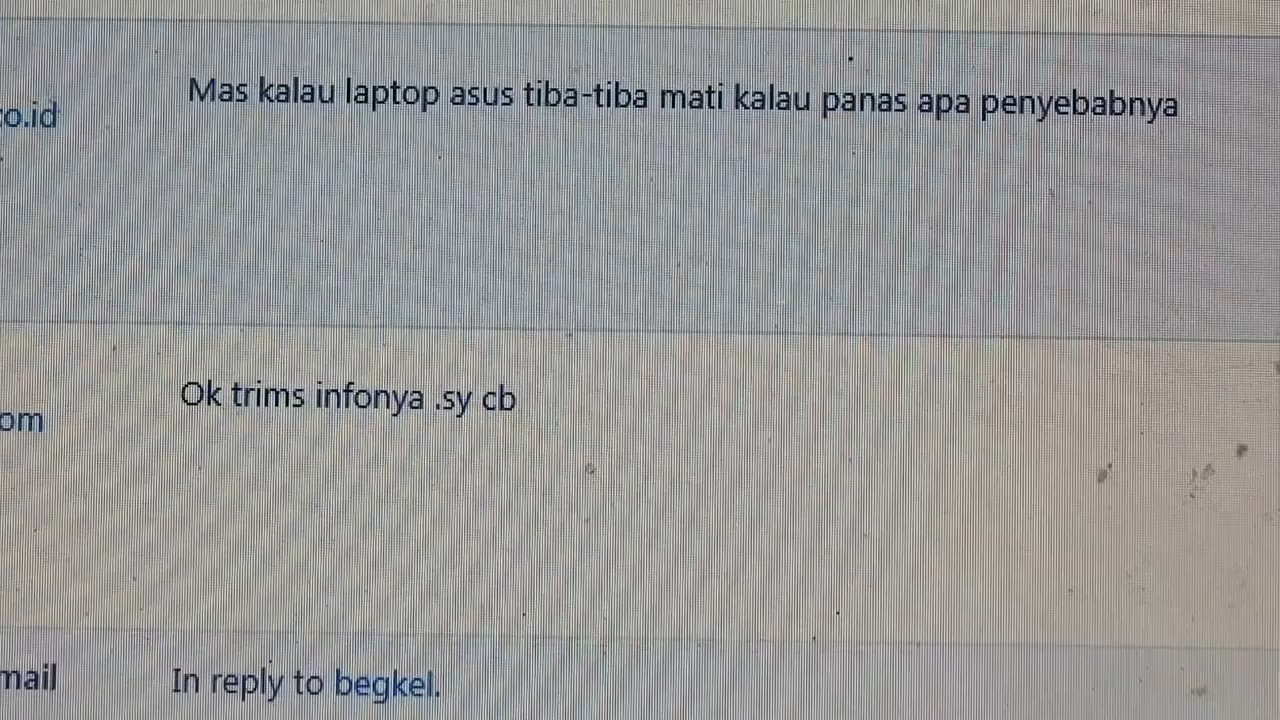 Mas kalau laptop asus tiba-tiba mati kalau panas apa penyebabnya
o.id
Ok trims infonya .sy cb
om
mail
In reply to begkel.